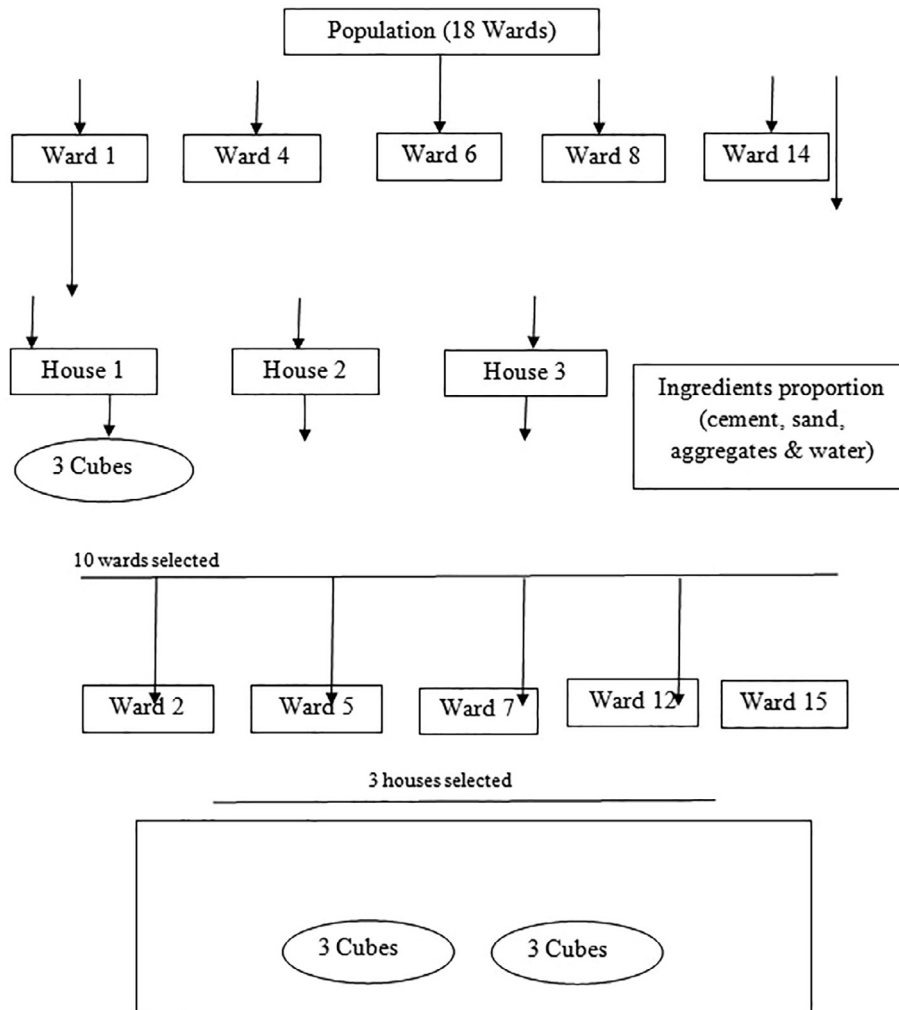 Population (18 Wards)
Ward 1
Ward 4
Ward 6
Ward 8
Ward 14
House 1
House 2
House 3
Ingredients proportion
(cement, sand,
aggregates & water)
3 Cubes
10 wards selected
Ward 2
Ward 5
Ward 7
Ward 12
Ward 15
3 houses selected
3 Cubes
3 Cubes